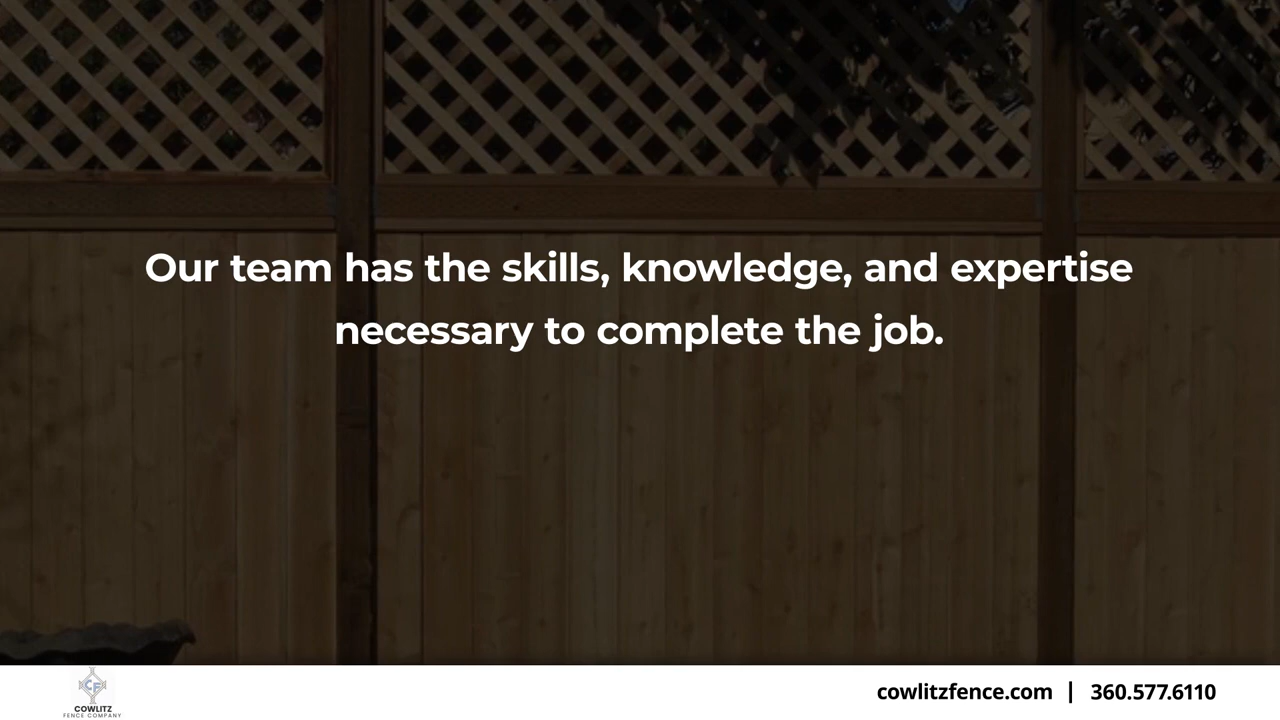 Our team has the skills, knowledge, and expertise
necessary to complete the job.
CF
COWLITZ
FENCE COMPANY
cowlitzfence.com | 360.577.6110